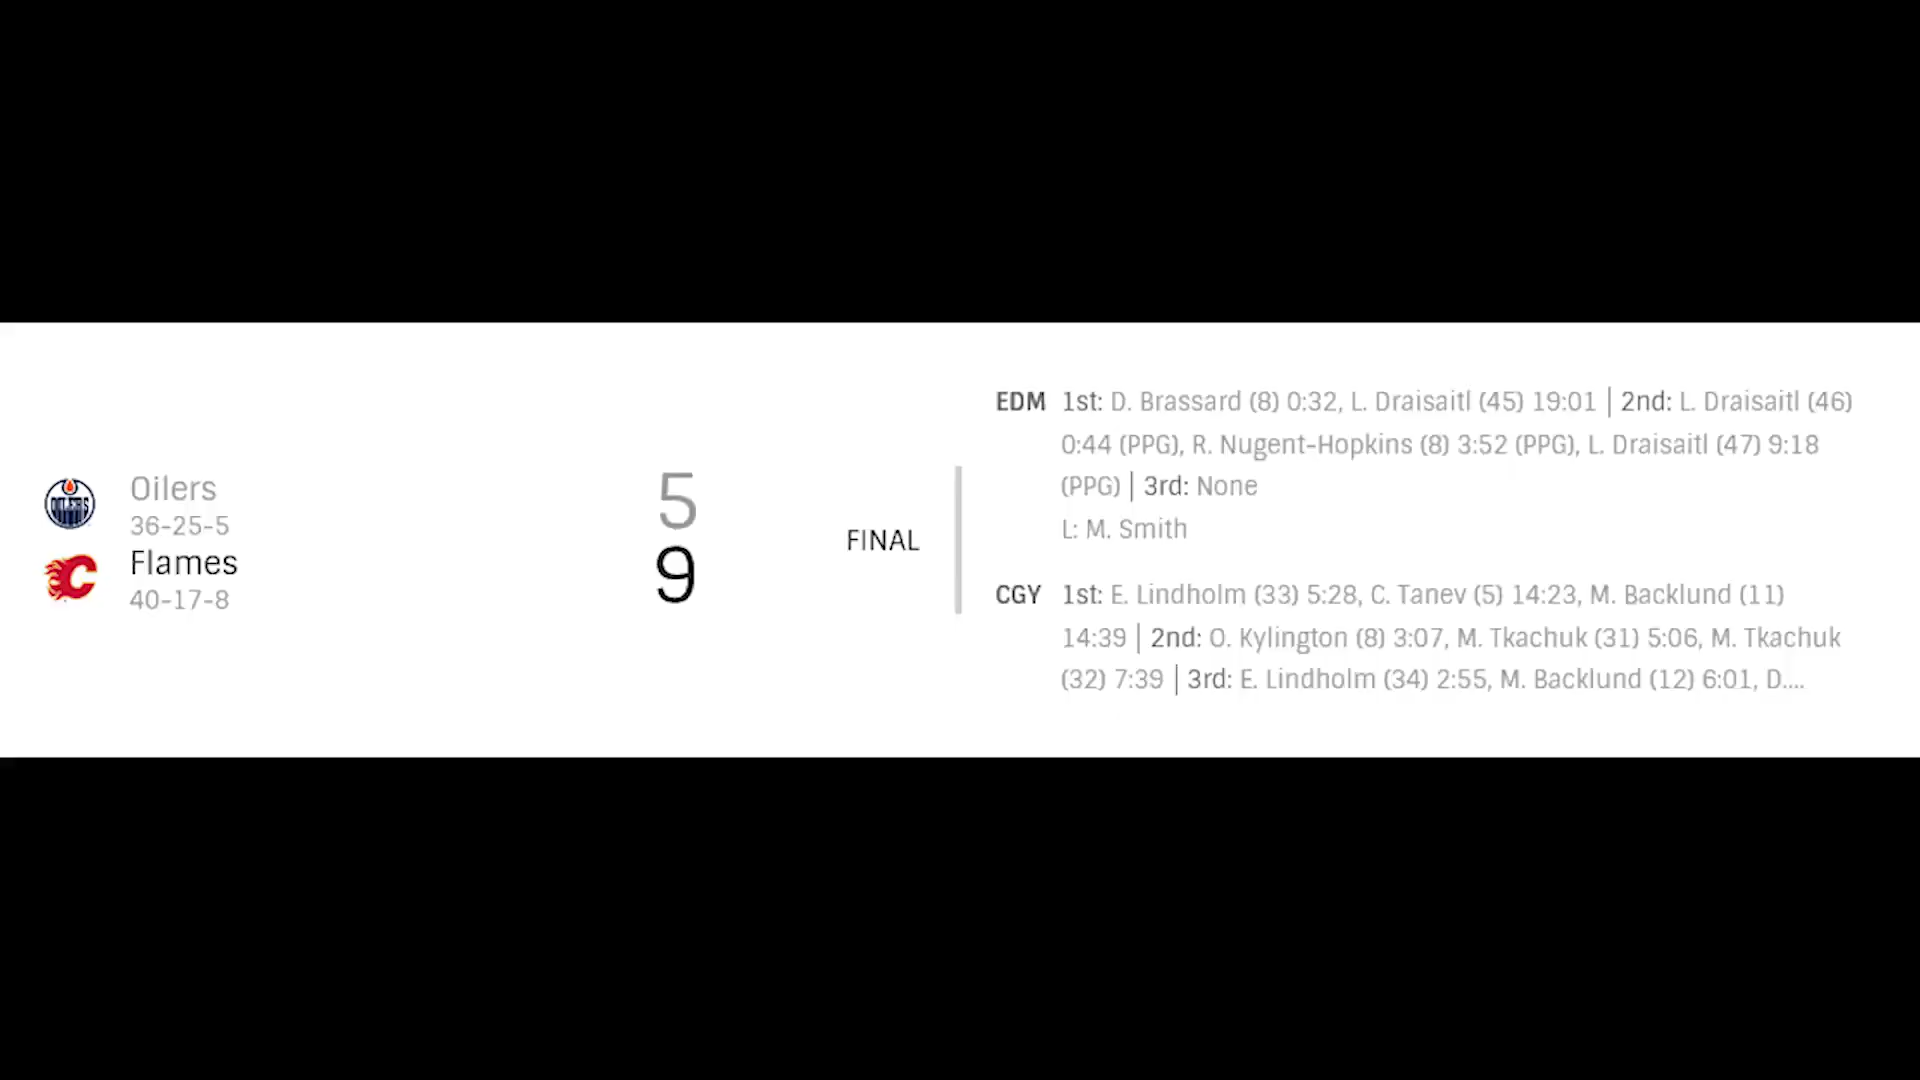 Oilers
36-25-5
5
Flames
40-17-8
9
FINAL
EDM 1st: D. Brassard (8) 0:32, L. Draisaitl (45) 19:01 | 2nd: L. Draisaitl (46)
0:44 (PPG), R. Nugent-Hopkins (8) 3:52 (PPG), L. Draisaitl (47) 9:18
(PPG) | 3rd: None
L: M. Smith
CGY 1st: E. Lindholm (33) 5:28, C. Tanev (5) 14:23, M. Backlund (11)
14:39 | 2nd: O. Kylington (8) 3:07, M. Tkachuk (31) 5:06, M. Tkachuk
(32) 7:39 | 3rd: E. Lindholm (34) 2:55, M. Backlund (12) 6:01, D....